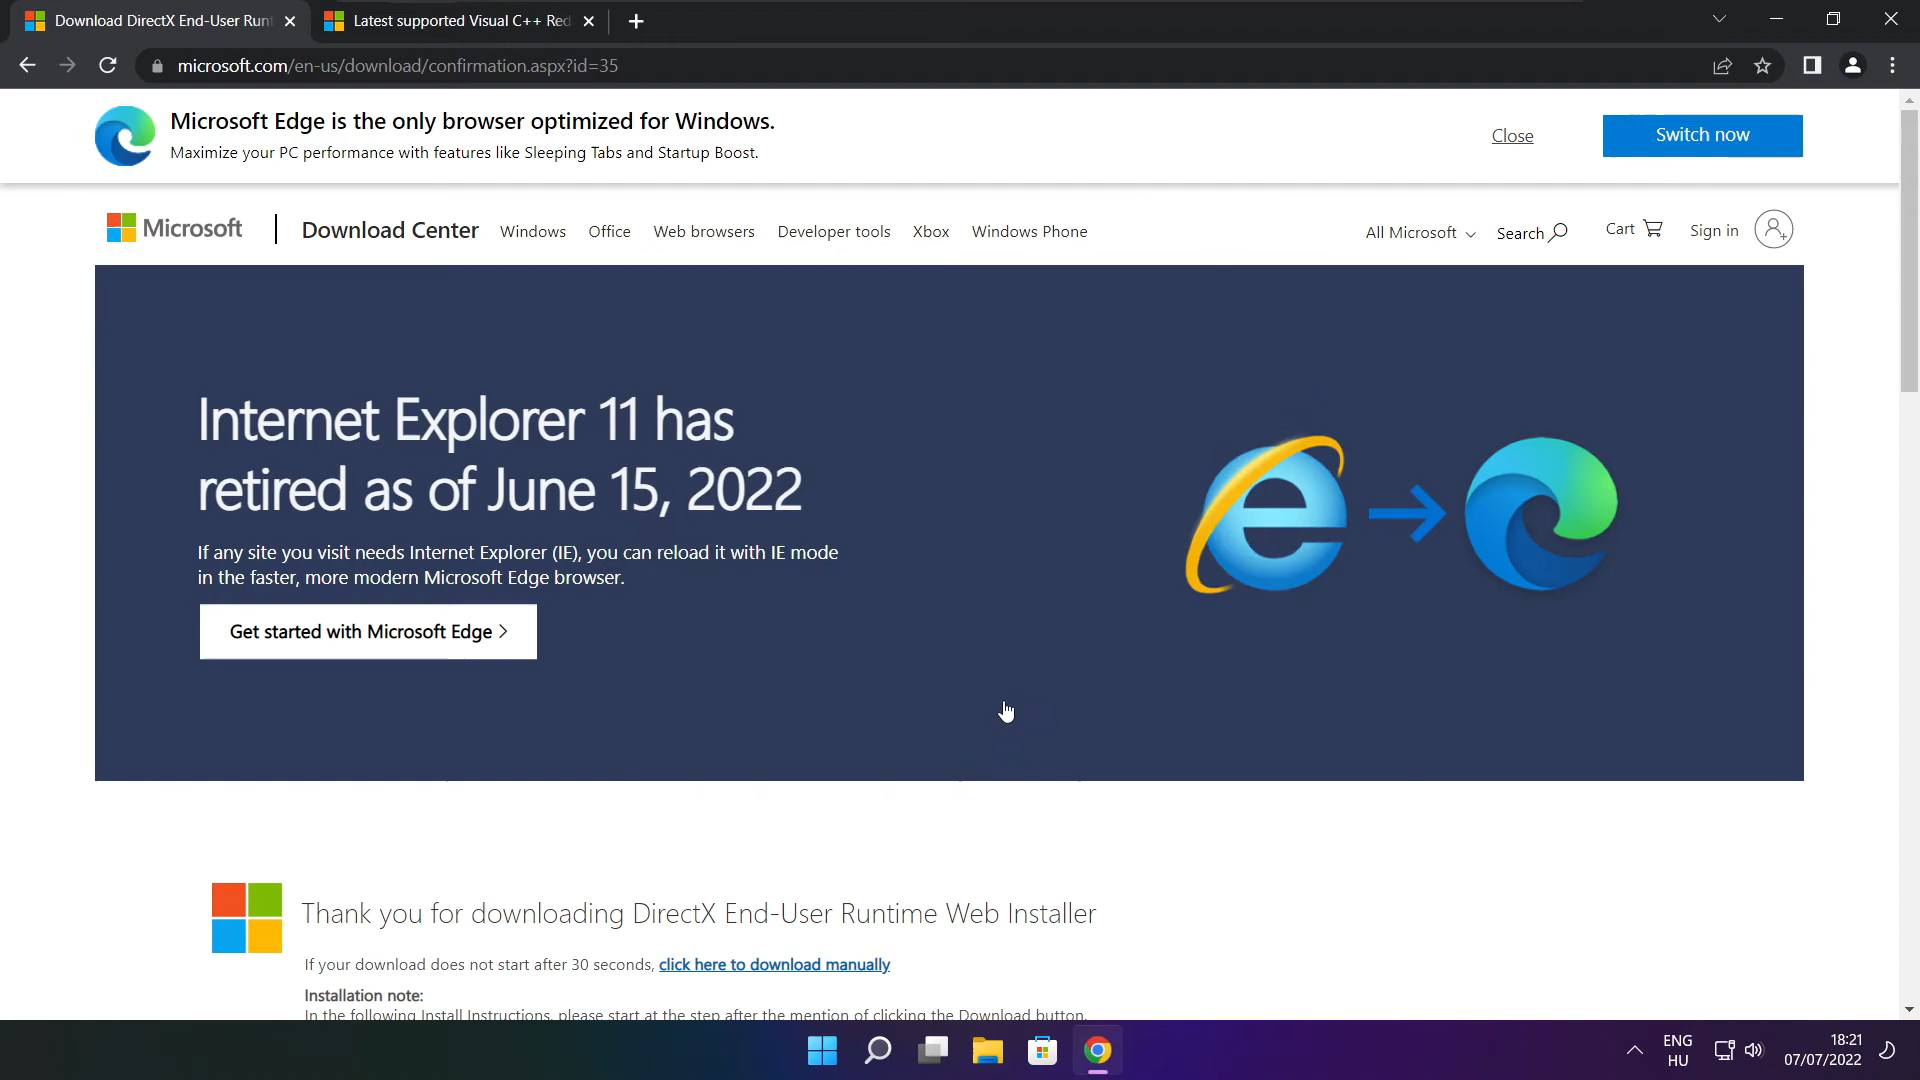 Download DirectX End-User Runt
Latest supported Visual C++ Red
microsoft.com/en-us/download/confirmation.aspx?id=35
Microsoft Edge is the only browser optimized for Windows.
Maximize your PC performance with features like Sleeping Tabs and Startup Boost.
Close
Switch now
Microsoft
Download Center
Windows
Office
Web browsers
Developer tools
Xbox
Windows Phone
All Microsoft
Search
Cart
Sign in
Internet Explorer 11 has
retired as of June 15, 2022
If any site you visit needs Internet Explorer (IE), you can reload it with IE mode
in the faster, more modern Microsoft Edge browser.
Get started with Microsoft Edge >
Thank you for downloading DirectX End-User Runtime Web Installer
If your download does not start after 30 seconds, click here to download manually
Installation note:
In the following Install Instructions, please start at the step after the mention of clicking the Download button.
ENG
HU
18:21
07/07/2022